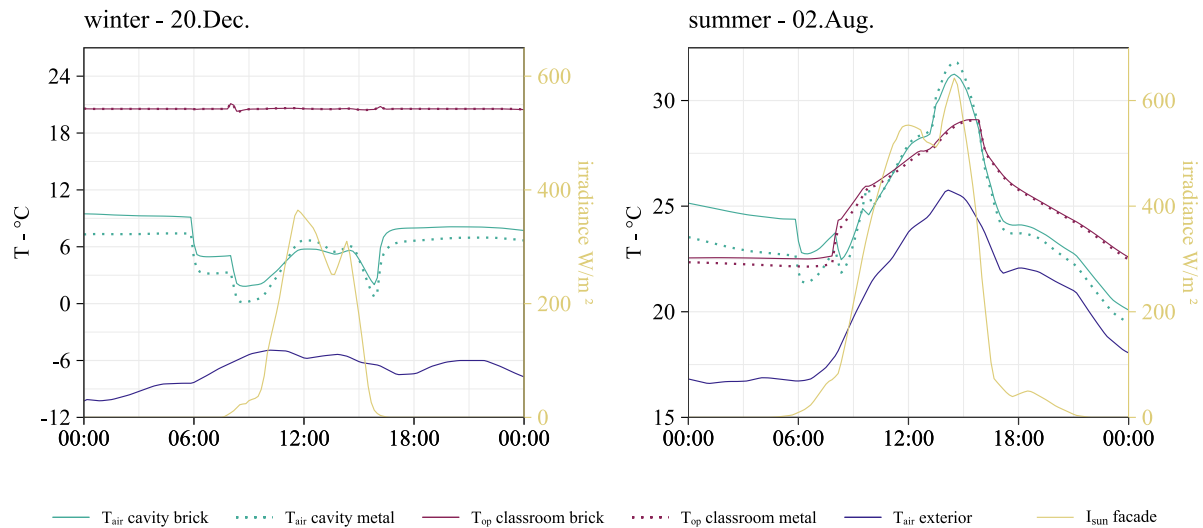 winter - 20.Dec.
24
18
12
6
0
-6
-12
600
400
200
0
T - °C
irradiance W/m ²
00:00 06:00 12:00 18:00 00:00
summer - 02.Aug.
30
25
20
15
600
400
200
0
T - °C
irradiance W/m ²
00:00 06:00 12:00 18:00 00:00
Tair cavity brick Tair cavity metal Top classroom brick Top classroom metal Tair exterior Isun facade